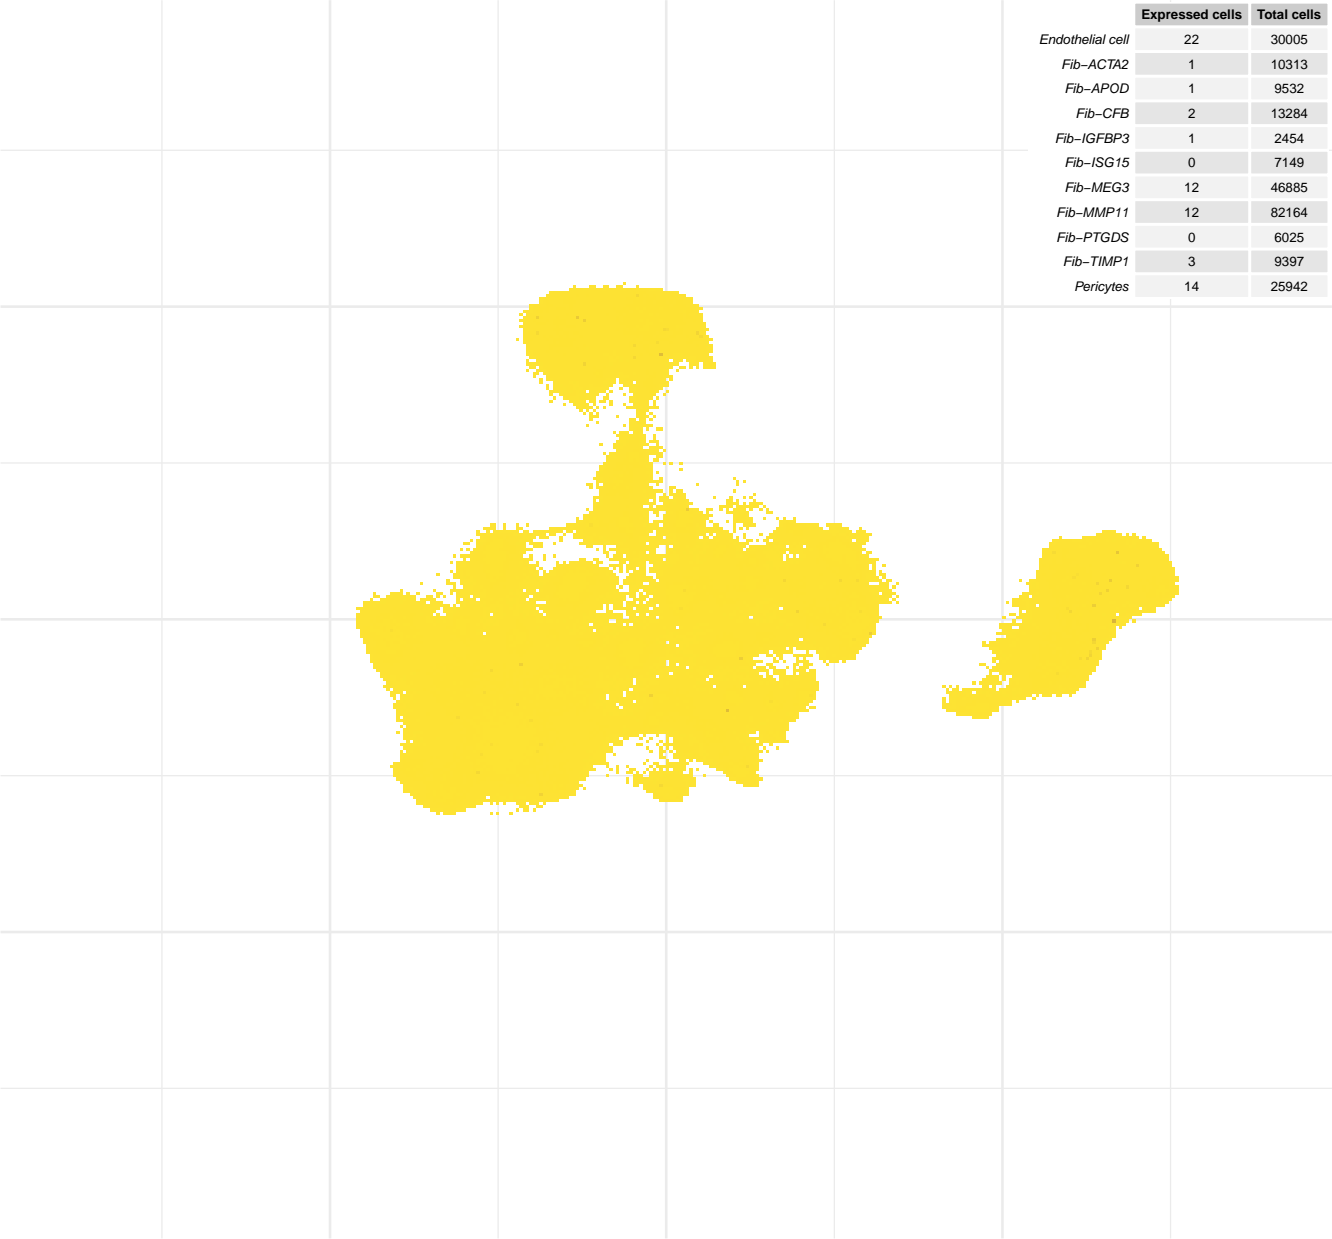 Expressed cells Total cells
Endothelial cell 22 30005
Fib−ACTA2 1 10313
Fib−APOD 1 9532
Fib−CFB 2 13284
Fib−IGFBP3 1 2454
Fib−ISG15 0 7149
Fib−MEG3 12 46885
Fib−MMP11 12 82164
Fib−PTGDS 0 6025
Fib−TIMP1 3 9397
Pericytes 14 25942